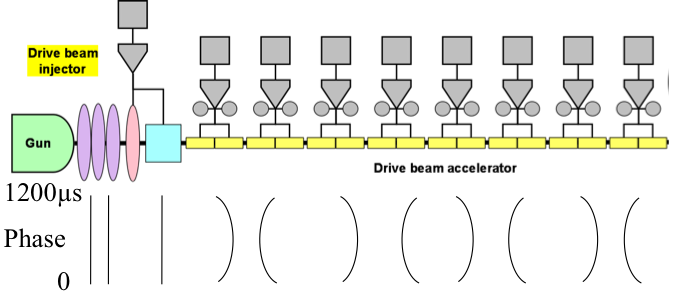 Drive beam
injector
Gun
Drive beam accelerator
1200µs
Phase
0